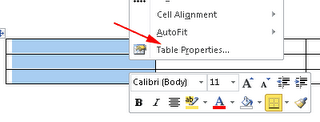 Cell Alignment
AutoFit
Table Properties...
Calibri (Body) 11 A A
B I A